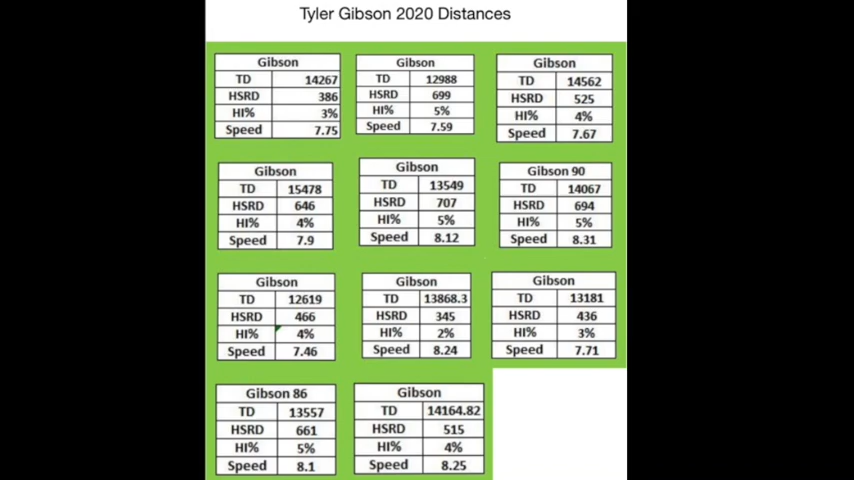 Tyler Gibson 2020 Distances
Gibson
TD 14267
HSRD 386
HI% 3%
Speed 7.75
Gibson
TD 12988
HSRD 699
HI% 5%
Speed 7.59
Gibson
TD 14562
HSRD 525
HI% 4%
Speed 7.67
Gibson
TD 15478
HSRD 646
HI% 4%
Speed 7.9
Gibson
TD 13549
HSRD 707
HI% 5%
Speed 8.12
Gibson 90
TD 14067
HSRD 694
HI% 5%
Speed 8.31
Gibson
TD 12619
HSRD 466
HI% 4%
Speed 7.46
Gibson
TD 13868.3
HSRD 345
HI% 2%
Speed 8.24
Gibson
TD 13181
HSRD 436
HI% 3%
Speed 7.71
Gibson 86
TD 13557
HSRD 661
HI% 5%
Speed 8.1
Gibson
TD 14164.82
HSRD 515
HI% 4%
Speed 8.25